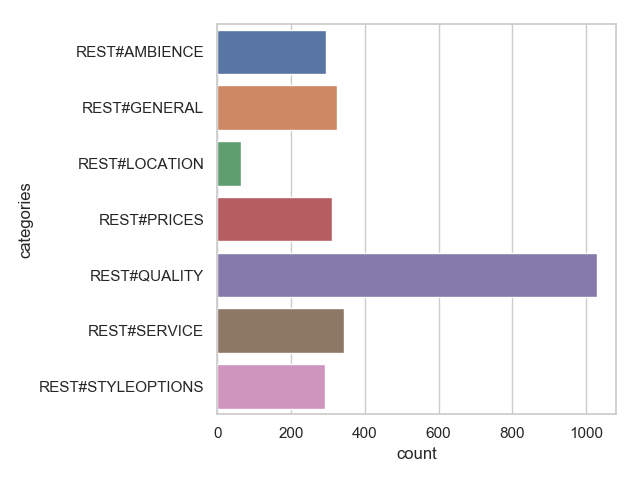 REST#AMBIENCE
REST#GENERAL
REST#LOCATION
REST#PRICES
REST#QUALITY
REST#SERVICE
REST#STYLEOPTIONS
categories
0 200 400 600 800 1000
count